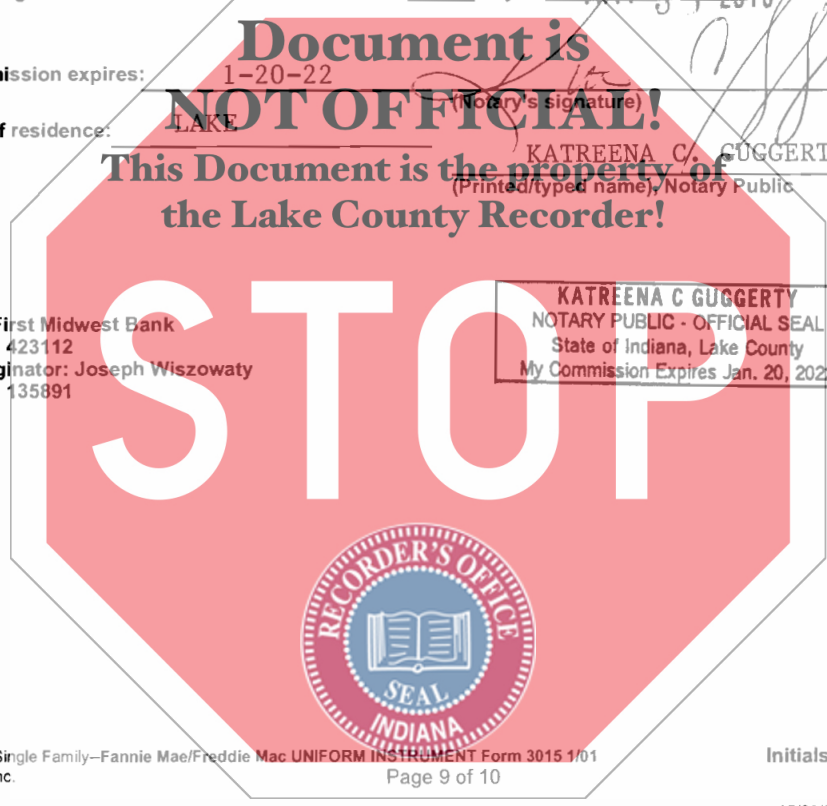 2018
Document is
ission expires: 1-20-22
NOT OFFICIAL!
(Notary's signature)
f residence: LAKE
KATREENA C. GUGGERT
This Document is the property of
(Printed/typed name), Notary Public
the Lake County Recorder!
STOP
KATREENA C GUGGERTY
NOTARY PUBLIC - OFFICIAL SEAL
State of Indiana, Lake County
My Commission Expires Jan. 20, 202
First Midwest Bank
423112
ginator: Joseph Wiszowaty
135891
RECORDER'S OFFICE
SEAL
INDIANA
Single Family–Fannie Mae/Freddie Mac UNIFORM INSTRUMENT Form 3015 1/01
Initials
nc.
Page 9 of 10